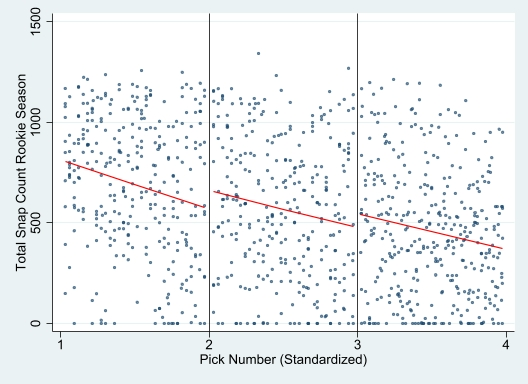 Total Snap Count Rookie Season
1500
1000
500
0
1 2 3 4
Pick Number (Standardized)